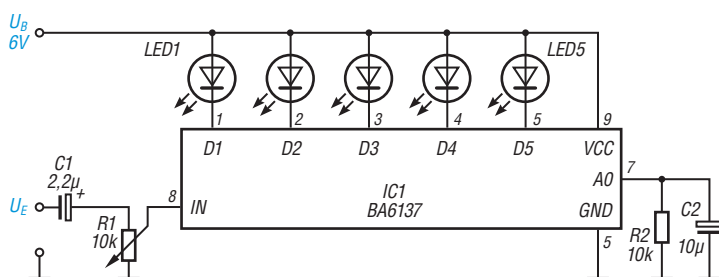 U_B
6V
LED1
LED5
1
2
3
4
5
9
D1
D2
D3
D4
D5
VCC
7
A0
C1
2,2µ
+
U_E
8
IN
IC1
BA6137
GND
R1
10k
5
R2
10k
C2
10µ